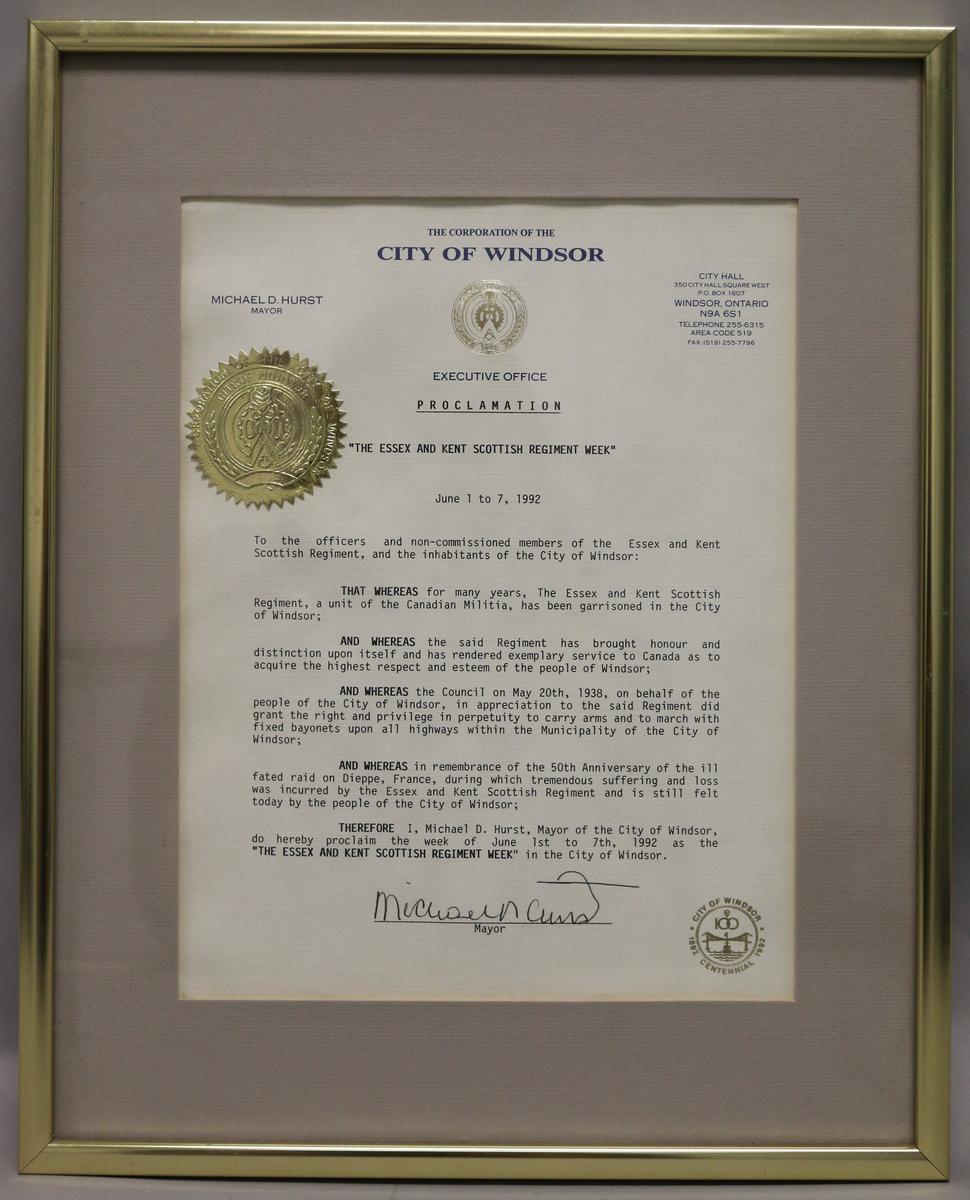 THE CORPORATION OF THE
CITY OF WINDSOR
MICHAEL D. HURST
MAYOR
CITY HALL
350 CITY HALL SQUARE WEST
P.O. BOX 1607
WINDSOR, ONTARIO
N9A 6S1
TELEPHONE 255-6315
AREA CODE 519
FAX: (519) 255-7796
EXECUTIVE OFFICE
PROCLAMATION
"THE ESSEX AND KENT SCOTTISH REGIMENT WEEK"
June 1 to 7, 1992
To the officers and non-commissioned members of the Essex and Kent
Scottish Regiment, and the inhabitants of the City of Windsor:
THAT WHEREAS for many years, The Essex and Kent Scottish
Regiment, a unit of the Canadian Militia, has been garrisoned in the City
of Windsor;
AND WHEREAS the said Regiment has brought honour and
distinction upon itself and has rendered exemplary service to Canada as to
acquire the highest respect and esteem of the people of Windsor;
AND WHEREAS the Council on May 20th, 1938, on behalf of the
people of the City of Windsor, in appreciation to the said Regiment did
grant the right and privilege in perpetuity to carry arms and to march with
fixed bayonets upon all highways within the Municipality of the City of
Windsor;
AND WHEREAS in remembrance of the 50th Anniversary of the ill
fated raid on Dieppe, France, during which tremendous suffering and loss
was incurred by the Essex and Kent Scottish Regiment and is still felt
today by the people of the City of Windsor;
THEREFORE I, Michael D. Hurst, Mayor of the City of Windsor,
do hereby proclaim the week of June 1st to 7th, 1992 as the
"THE ESSEX AND KENT SCOTTISH REGIMENT WEEK" in the City of Windsor.
Michael D Hurst
Mayor
CITY OF WINDSOR
100
1892 CENTENNIAL 1992